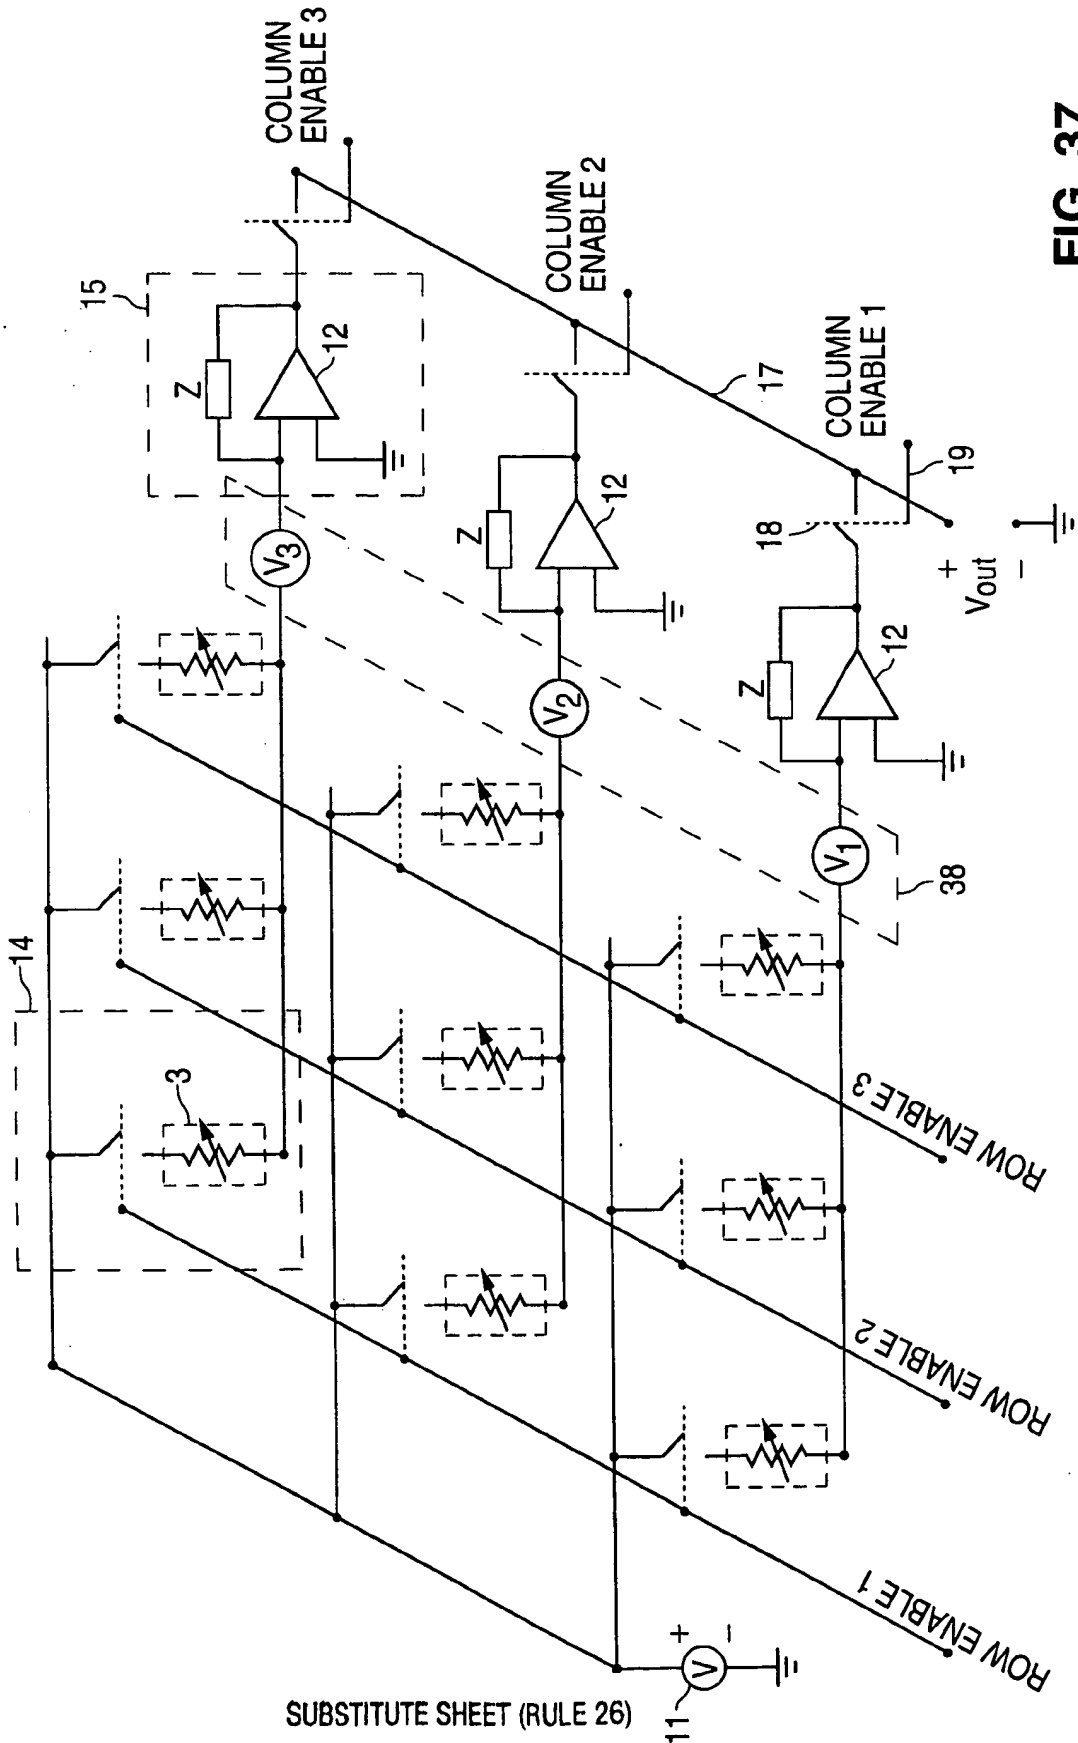 COLUMN
ENABLE 3
15
Z
12
V3
14
3
COLUMN
ENABLE 2
Z
12
V2
17
COLUMN
ENABLE 1
19
18
Z
12
+
Vout
−
V1
38
ROW ENABLE 3
ROW ENABLE 2
ROW ENABLE 1
+
V
−
11
SUBSTITUTE SHEET (RULE 26)
FIG. 37